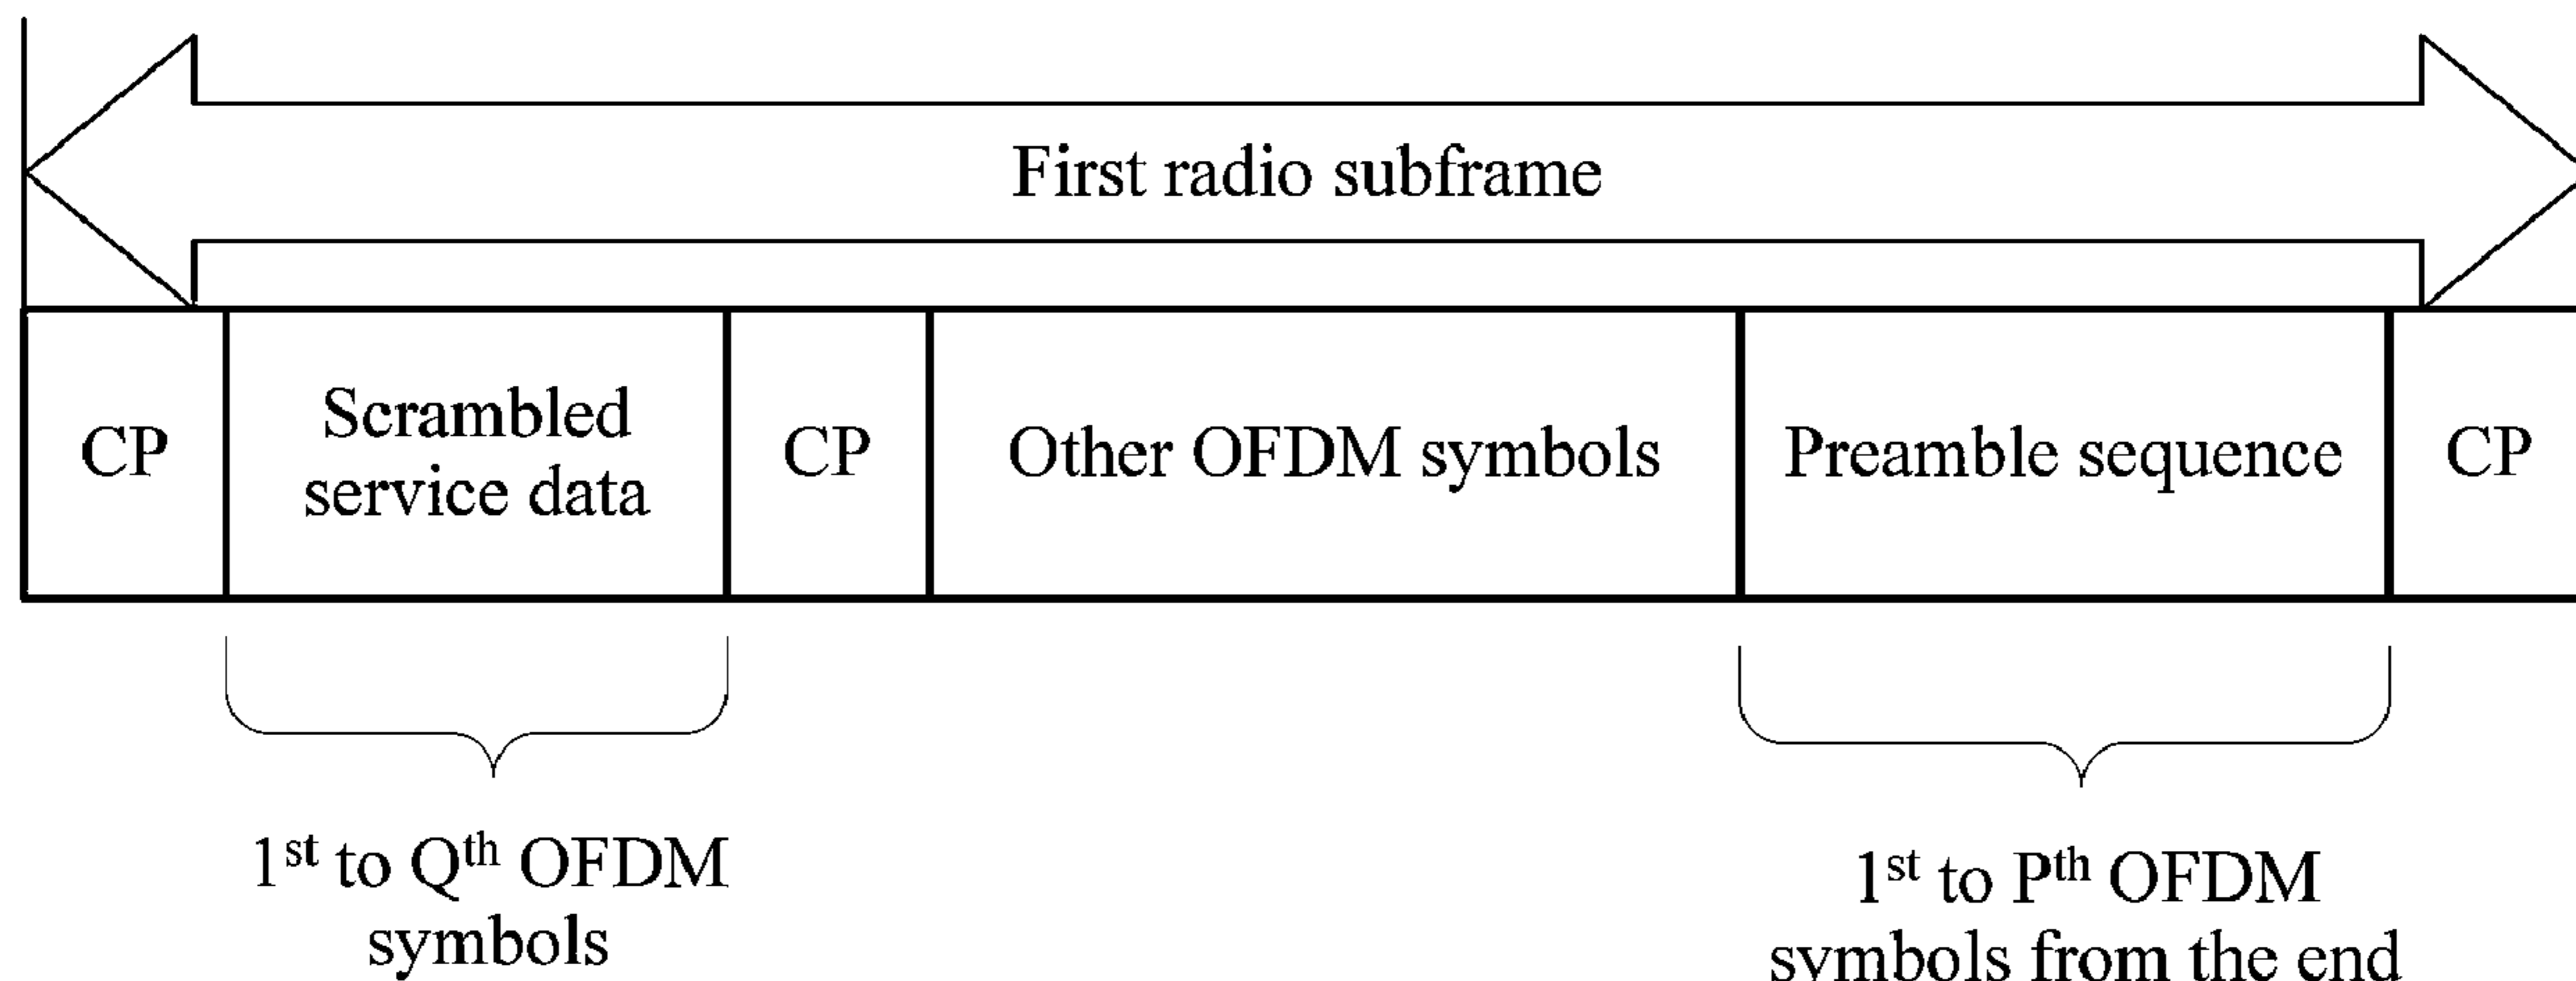 First radio subframe
CP
Scrambled
service data
CP
Other OFDM symbols
Preamble sequence
CP
1st to Qth OFDM
symbols
1st to Pth OFDM
symbols from the end